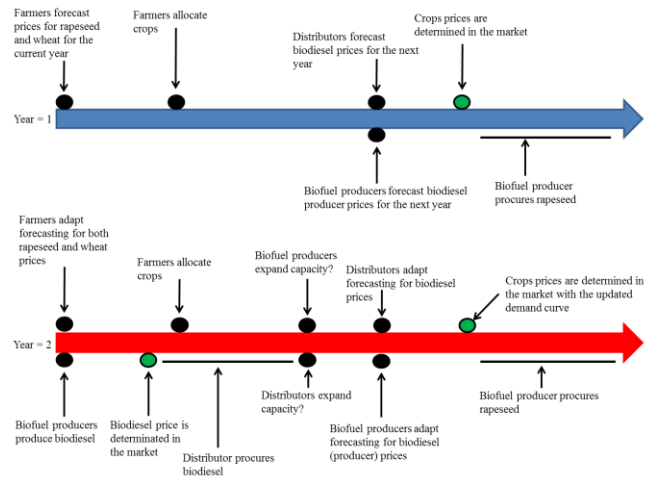 Farmers forecast
prices for rapeseed
and wheat for the
current year
Farmers allocate
crops
Distributors forecast
biodiesel prices for the next
year
Crops prices are
determined in the market
Year = 1
Biofuel producers forecast biodiesel
producer prices for the next year
Biofuel producer
procures rapeseed
Farmers adapt
forecasting for both
rapeseed and wheat
prices
Farmers allocate
crops
Biofuel producers
expand capacity?
Distributors adapt
forecasting for biodiesel
prices
Crops prices are determined in
the market with the updated
demand curve
Year = 2
Biofuel producers
produce biodiesel
Biodiesel price is
determinated in
the market
Distributor procures
biodiesel
Distributors expand
capacity?
Biofuel producers adapt
forecasting for biodiesel
(producer) prices
Biofuel producer procures
rapeseed